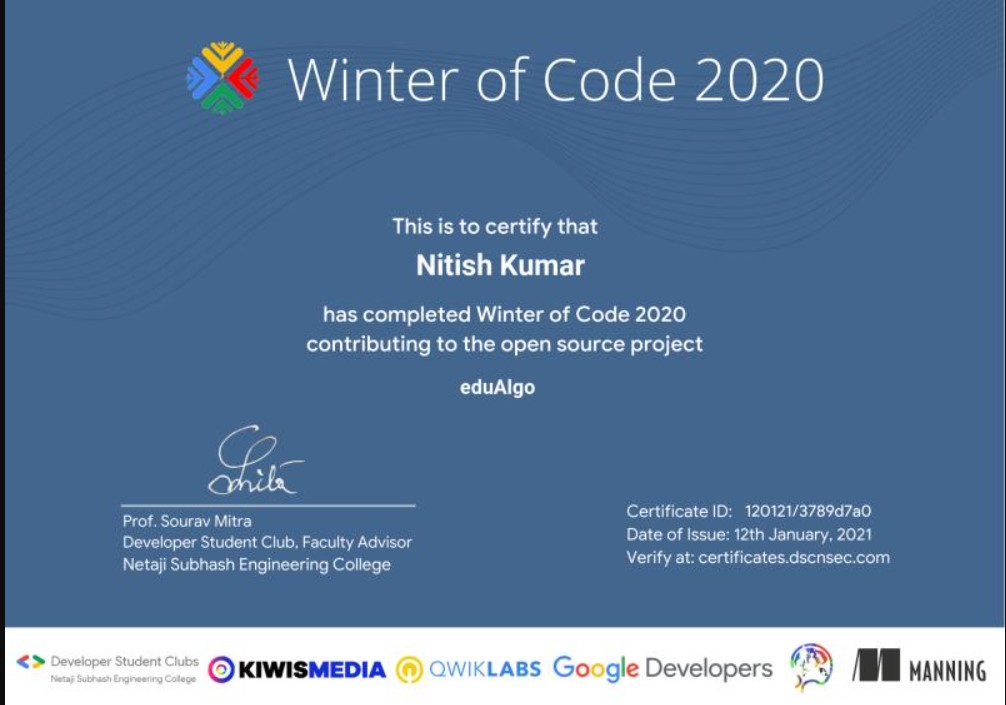 Winter of Code 2020
This is to certify that
Nitish Kumar
has completed Winter of Code 2020
contributing to the open source project
eduAlgo
Prof. Sourav Mitra
Developer Student Club, Faculty Advisor
Netaji Subhash Engineering College
Certificate ID: 120121/3789d7a0
Date of Issue: 12th January, 2021
Verify at: certificates.dscnsec.com
Developer Student Clubs
Netaji Subhash Engineering College
KIWISMEDIA
QWIKLABS
Google Developers
MANNING